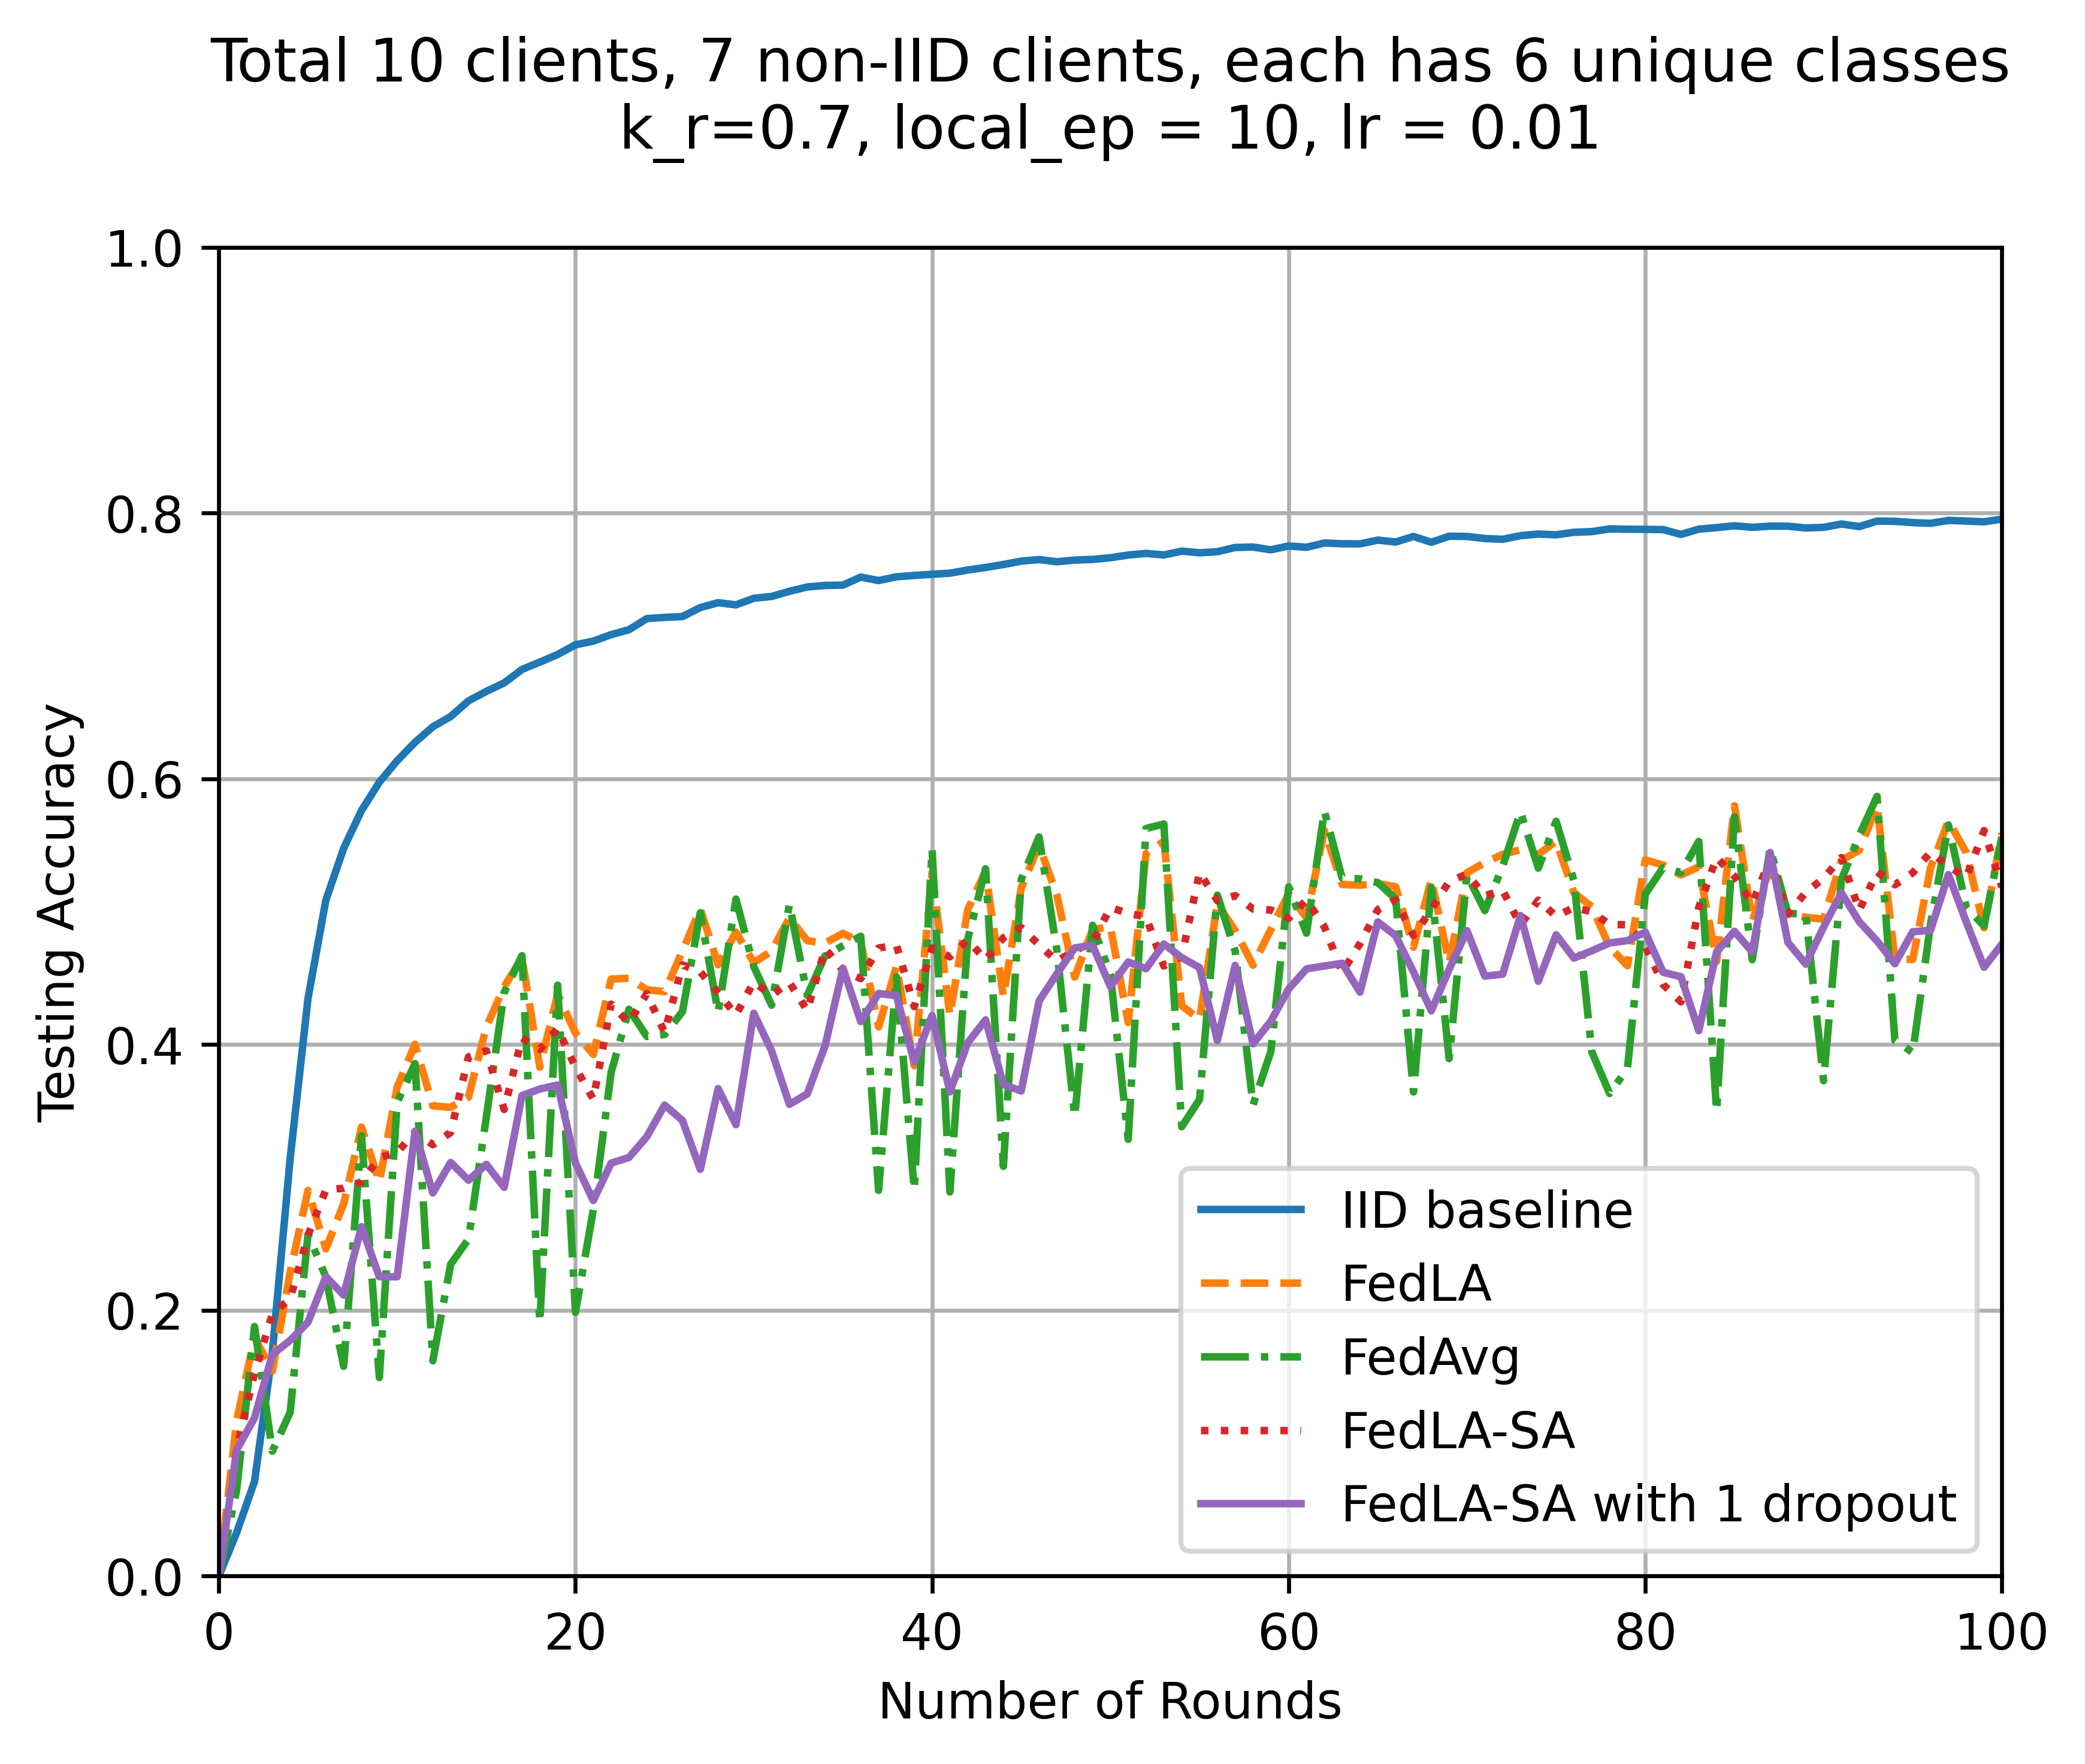 Total 10 clients, 7 non-IID clients, each has 6 unique classes
k_r=0.7, local_ep = 10, lr = 0.01
1.0
0.8
0.6
0.4
0.2
0.0
Testing Accuracy
IID baseline
FedLA
FedAvg
FedLA-SA
FedLA-SA with 1 dropout
0 20 40 60 80 100
Number of Rounds